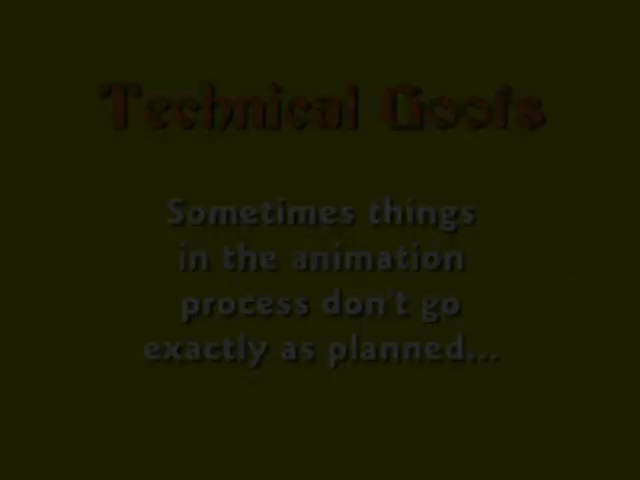 Technical Goofs
Sometimes things
in the animation
process don't go
exactly as planned...